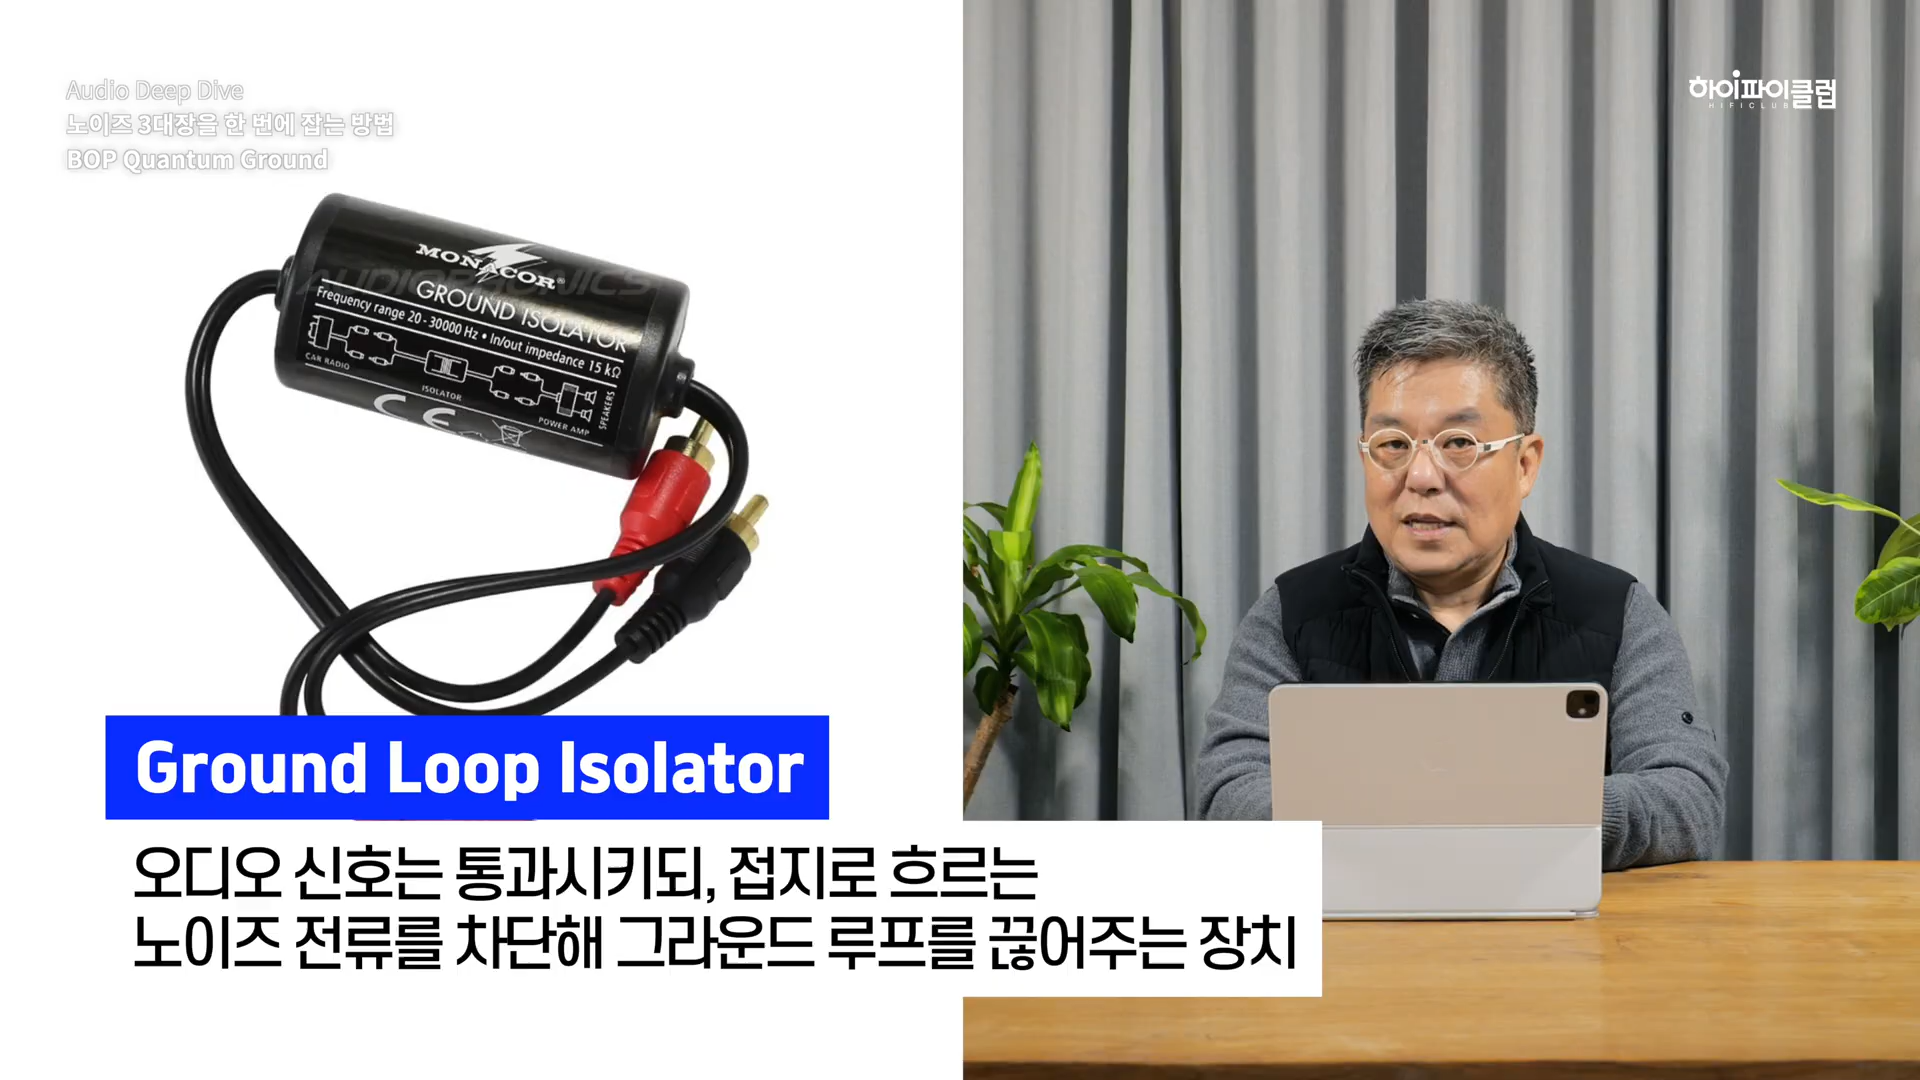 Audio Deep Dive
노이즈 3대장을 한 번에 잡는 방법
BOP Quantum Ground
하이파이클럽
HIFICLUB
MONACOR®
AUDIOPHONICS
GROUND ISOLATOR
Frequency range 20 - 30000 Hz • In/out impedance 15 kΩ
CAR RADIO
ISOLATOR
POWER AMP
SPEAKERS
CE
Ground Loop Isolator
오디오 신호는 통과시키되, 접지로 흐르는
노이즈 전류를 차단해 그라운드 루프를 끊어주는 장치